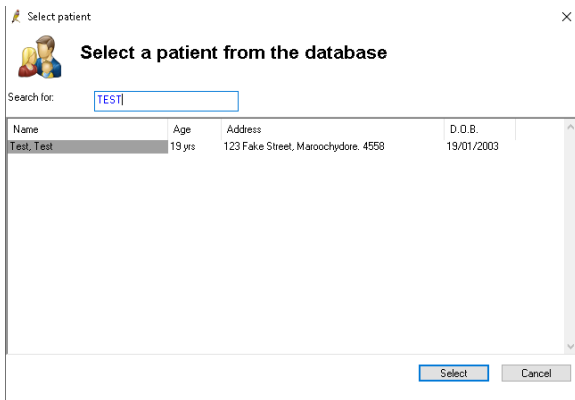 Select patient
Select a patient from the database
Search for: TEST
Name Age Address D.O.B.
Test, Test 19 yrs 123 Fake Street, Maroochydore. 4558 19/01/2003
Select Cancel